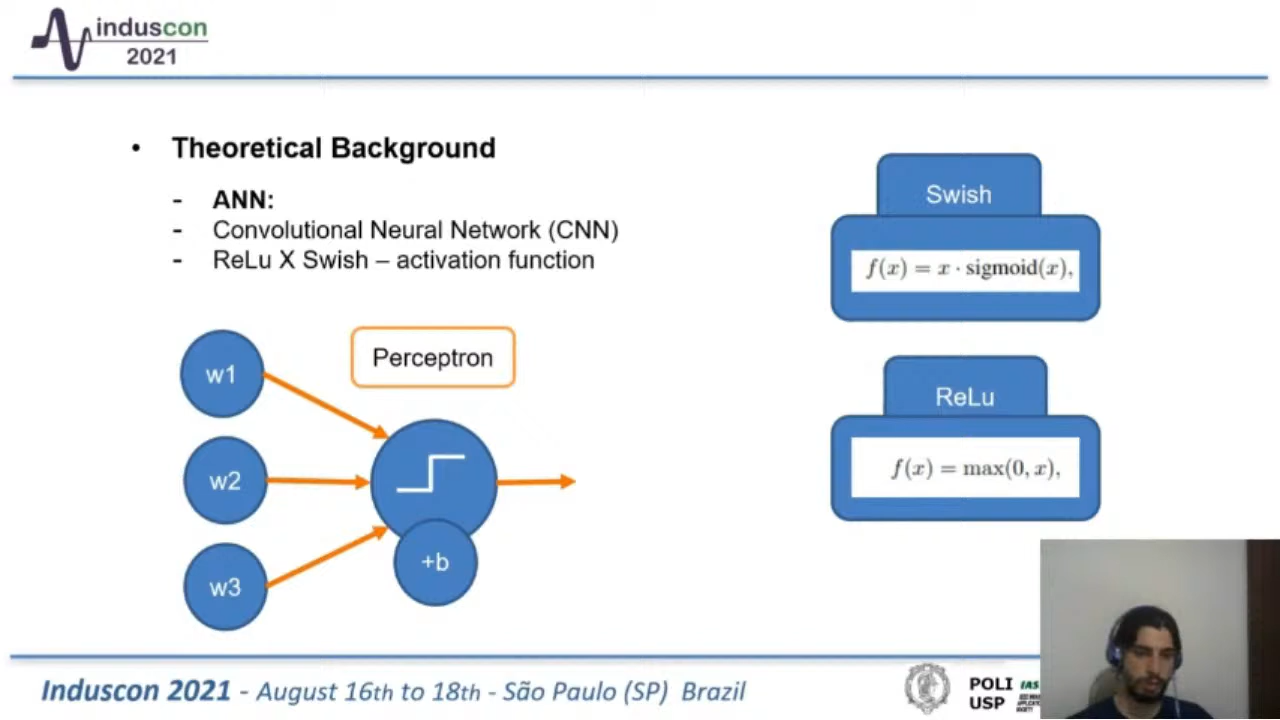 induscon
2021
• Theoretical Background
- ANN:
- Convolutional Neural Network (CNN)
- ReLu X Swish – activation function
Perceptron
w1
w2
w3
+b
Swish
f(x) = x · sigmoid(x),
ReLu
f(x) = max(0, x),
Induscon 2021 - August 16th to 18th - São Paulo (SP) Brazil
POLI
USP
IAS